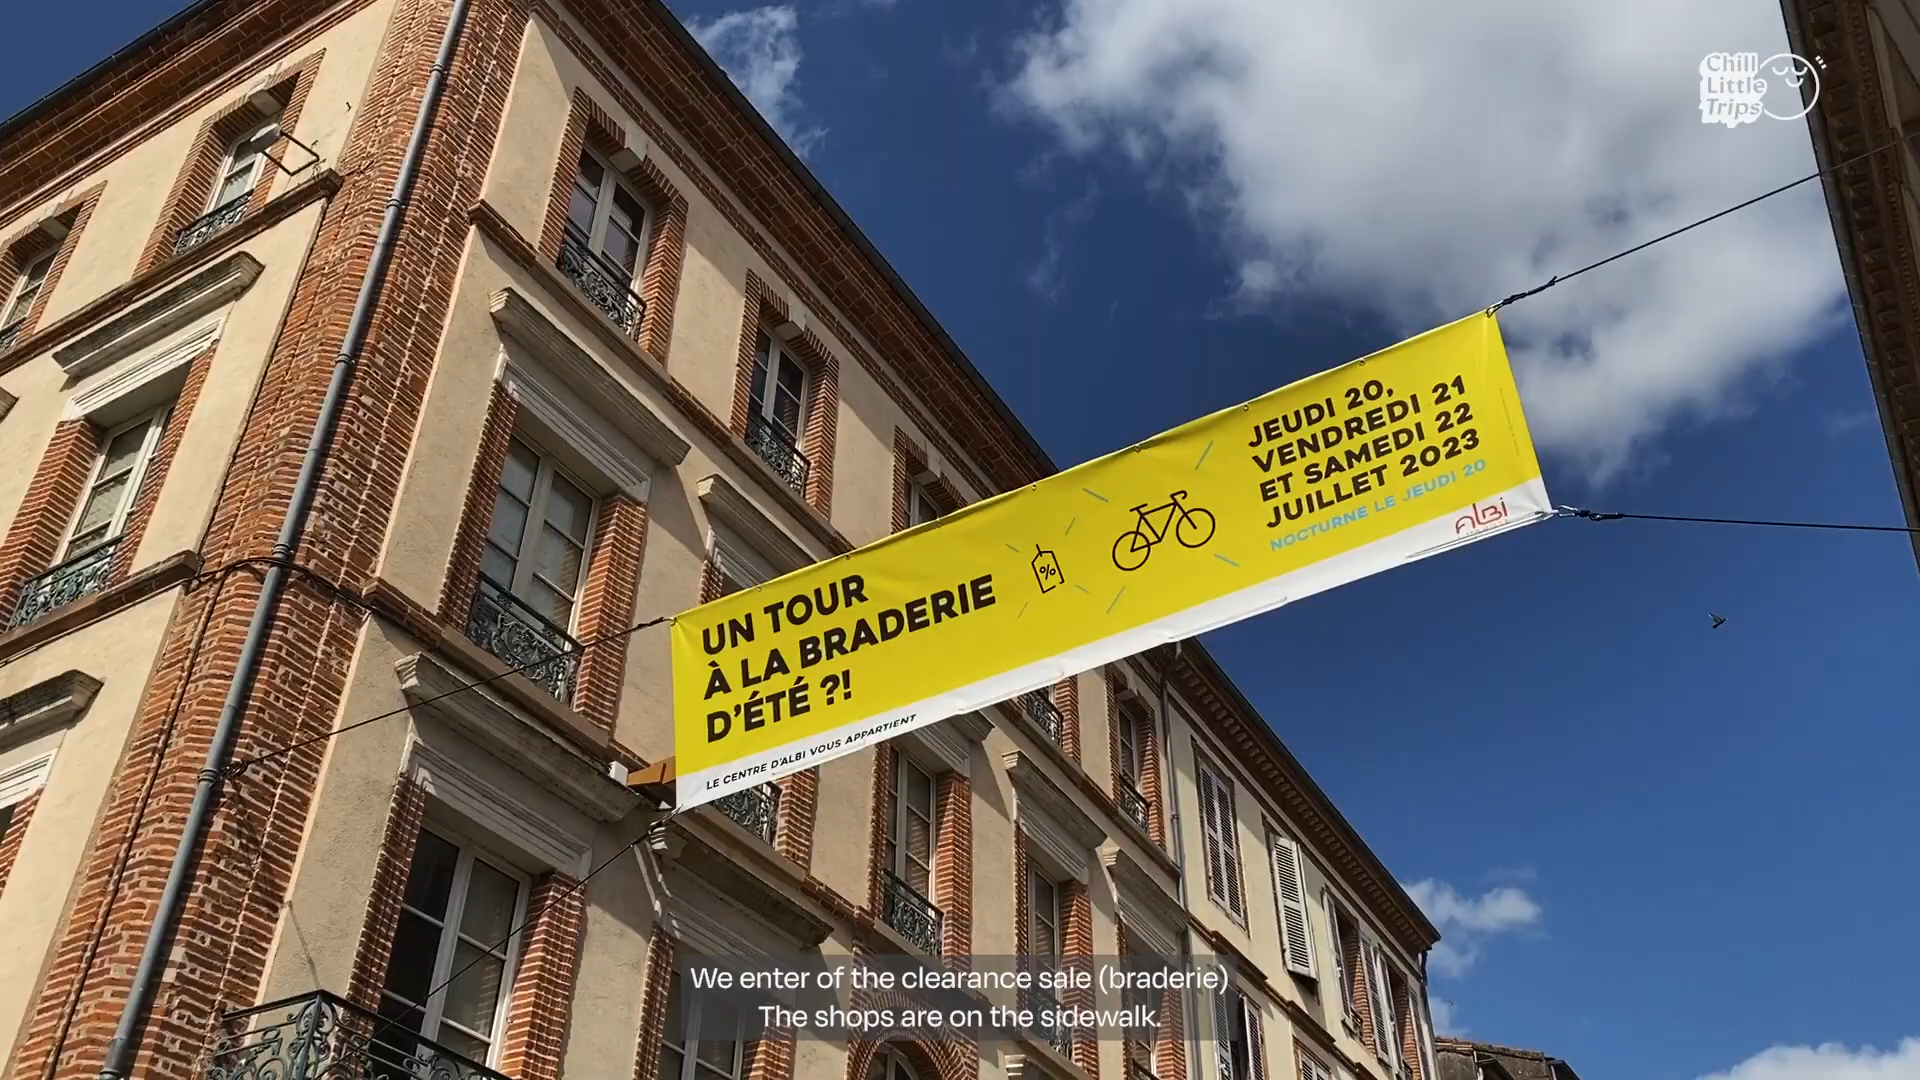 Chill
Little
Trips
UN TOUR
À LA BRADERIE
D'ÉTÉ ?!
%
JEUDI 20,
VENDREDI 21
ET SAMEDI 22
JUILLET 2023
NOCTURNE LE JEUDI 20
ALBi
LE CENTRE D'ALBI VOUS APPARTIENT
We enter of the clearance sale (braderie)
The shops are on the sidewalk.